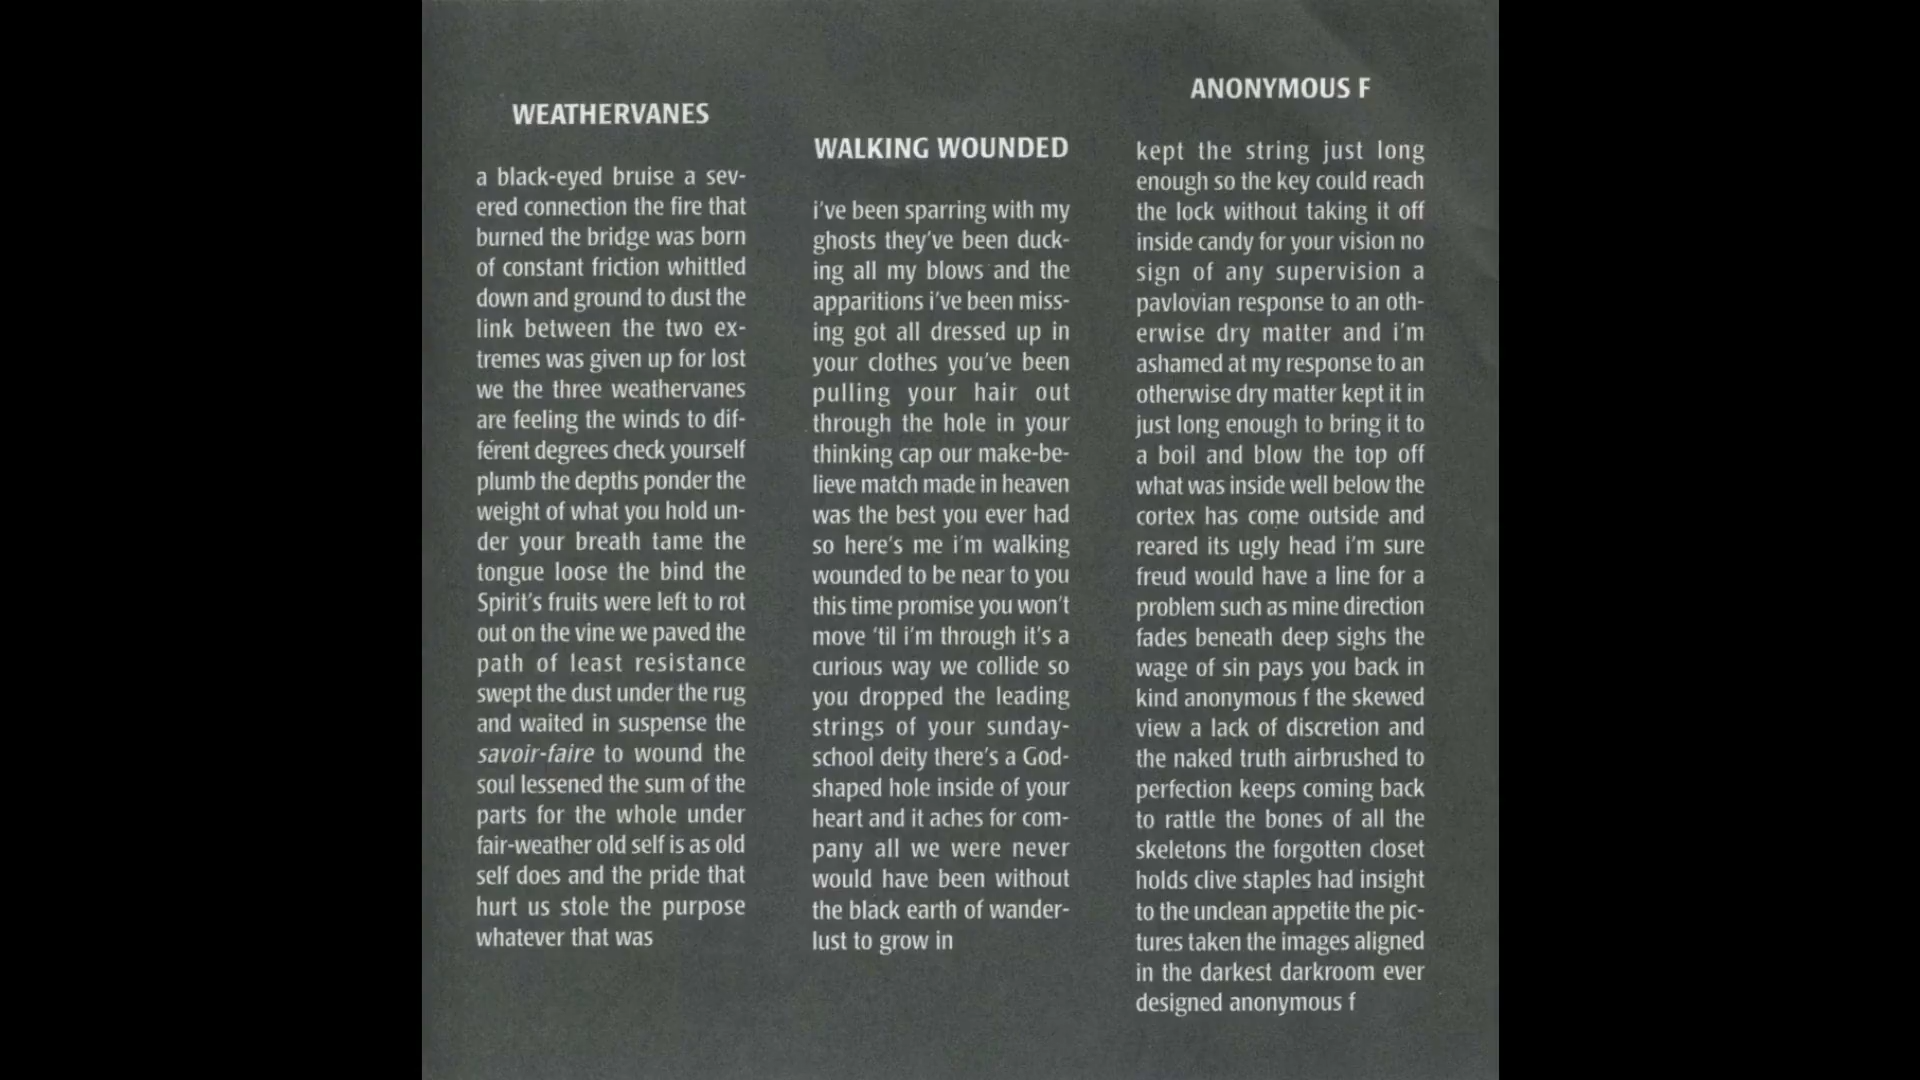 WEATHERVANES
a black-eyed bruise a sev-
ered connection the fire that
burned the bridge was born
of constant friction whittled
down and ground to dust the
link between the two ex-
tremes was given up for lost
we the three weathervanes
are feeling the winds to dif-
ferent degrees check yourself
plumb the depths ponder the
weight of what you hold un-
der your breath tame the
tongue loose the bind the
Spirit's fruits were left to rot
out on the vine we paved the
path of least resistance
swept the dust under the rug
and waited in suspense the
savoir-faire to wound the
soul lessened the sum of the
parts for the whole under
fair-weather old self is as old
self does and the pride that
hurt us stole the purpose
whatever that was
WALKING WOUNDED
i've been sparring with my
ghosts they've been duck-
ing all my blows and the
apparitions i've been miss-
ing got all dressed up in
your clothes you've been
pulling your hair out
through the hole in your
thinking cap our make-be-
lieve match made in heaven
was the best you ever had
so here's me i'm walking
wounded to be near to you
this time promise you won't
move 'til i'm through it's a
curious way we collide so
you dropped the leading
strings of your sunday-
school deity there's a God-
shaped hole inside of your
heart and it aches for com-
pany all we were never
would have been without
the black earth of wander-
lust to grow in
ANONYMOUS F
kept the string just long
enough so the key could reach
the lock without taking it off
inside candy for your vision no
sign of any supervision a
pavlovian response to an oth-
erwise dry matter and i'm
ashamed at my response to an
otherwise dry matter kept it in
just long enough to bring it to
a boil and blow the top off
what was inside well below the
cortex has come outside and
reared its ugly head i'm sure
freud would have a line for a
problem such as mine direction
fades beneath deep sighs the
wage of sin pays you back in
kind anonymous f the skewed
view a lack of discretion and
the naked truth airbrushed to
perfection keeps coming back
to rattle the bones of all the
skeletons the forgotten closet
holds clive staples had insight
to the unclean appetite the pic-
tures taken the images aligned
in the darkest darkroom ever
designed anonymous f